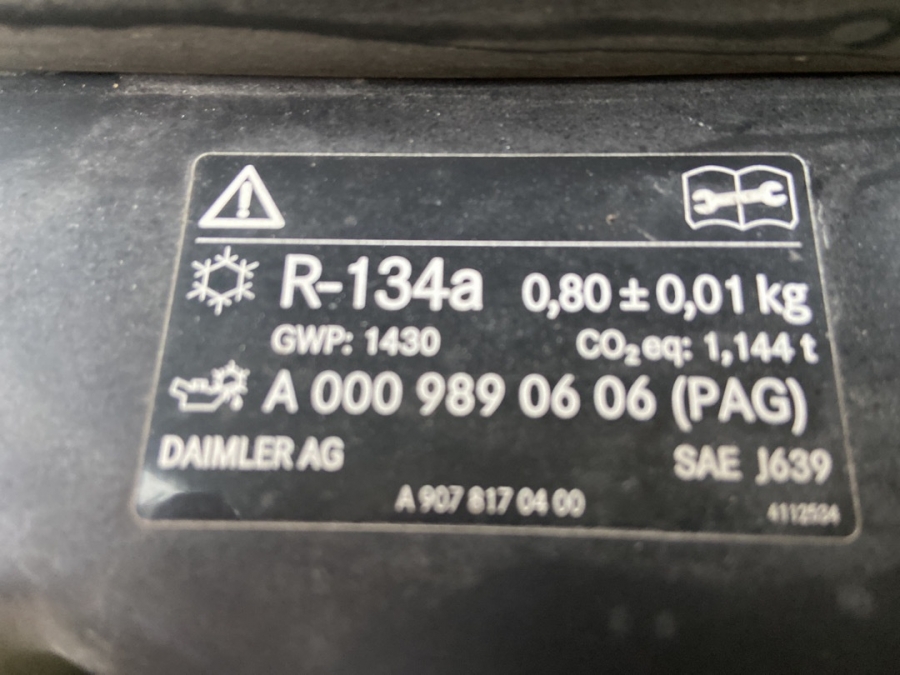 R-134a 0,80 ± 0,01 kg
GWP: 1430 CO₂ eq: 1,144 t
A 000 989 06 06 (PAG)
DAIMLER AG SAE J639
A 907 817 04 00 4112534